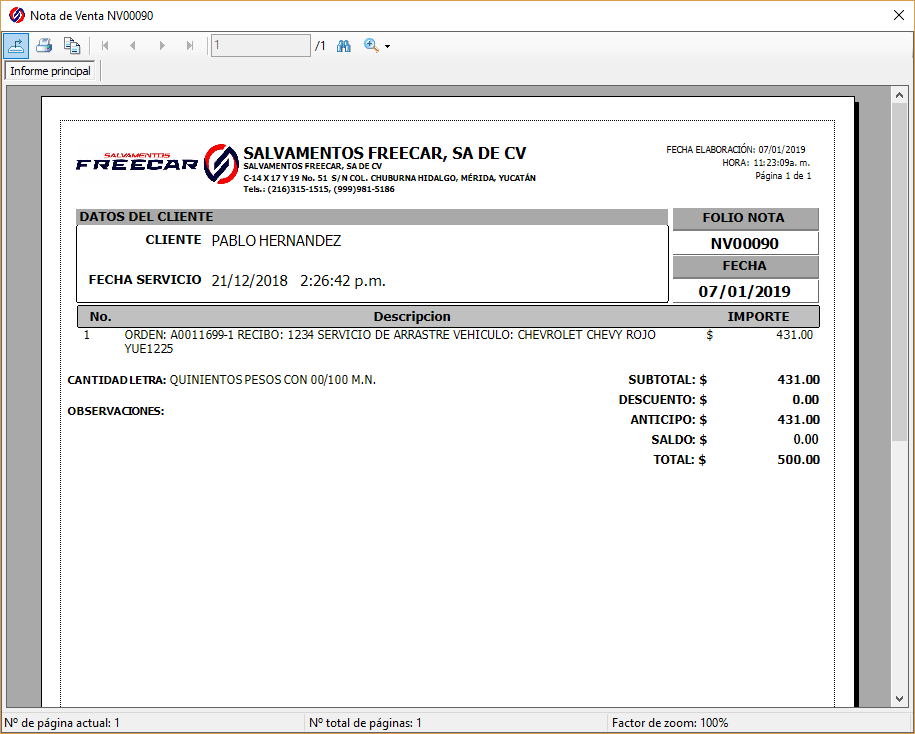 Nota de Venta NV00090
1 /1
Informe principal
SALVAMENTOS
FREECAR
SALVAMENTOS FREECAR, SA DE CV
SALVAMENTOS FREECAR, SA DE CV
C-14 X 17 Y 19 No. 51 S/N COL. CHUBURNA HIDALGO, MÉRIDA, YUCATÁN
Tels.: (216)315-1515, (999)981-5186
FECHA ELABORACIÓN: 07/01/2019
HORA: 11:23:09a. m.
Página 1 de 1
DATOS DEL CLIENTE
CLIENTE PABLO HERNANDEZ
FECHA SERVICIO 21/12/2018 2:26:42 p.m.
FOLIO NOTA
NV00090
FECHA
07/01/2019
No. Descripcion IMPORTE
1 ORDEN: A0011699-1 RECIBO: 1234 SERVICIO DE ARRASTRE VEHICULO: CHEVROLET CHEVY ROJO $ 431.00
YUE1225
CANTIDAD LETRA: QUINIENTOS PESOS CON 00/100 M.N.
OBSERVACIONES:
SUBTOTAL: $ 431.00
DESCUENTO: $ 0.00
ANTICIPO: $ 431.00
SALDO: $ 0.00
TOTAL: $ 500.00
Nº de página actual: 1 Nº total de páginas: 1 Factor de zoom: 100%